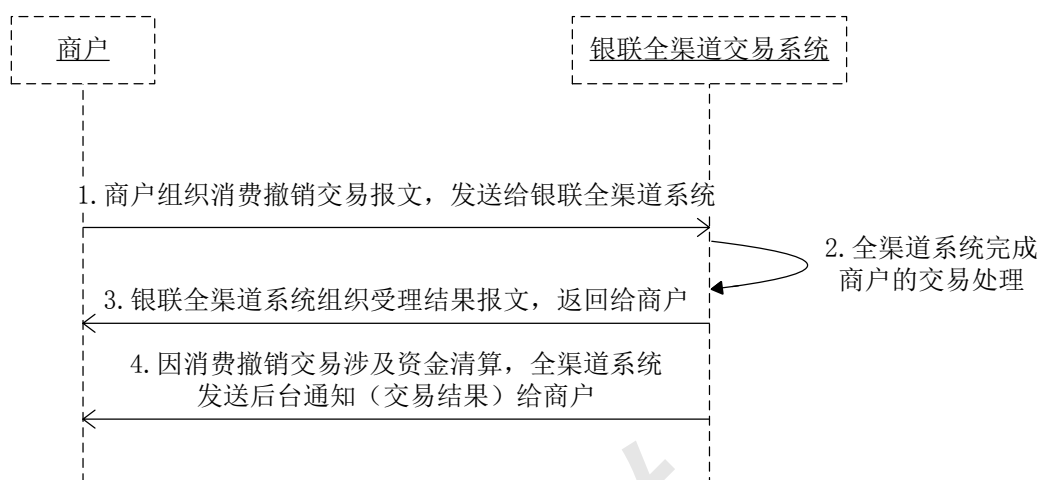 商户
银联全渠道交易系统
1.商户组织消费撤销交易报文，发送给银联全渠道系统
2.全渠道系统完成
商户的交易处理
3.银联全渠道系统组织受理结果报文，返回给商户
4.因消费撤销交易涉及资金清算，全渠道系统
发送后台通知（交易结果）给商户